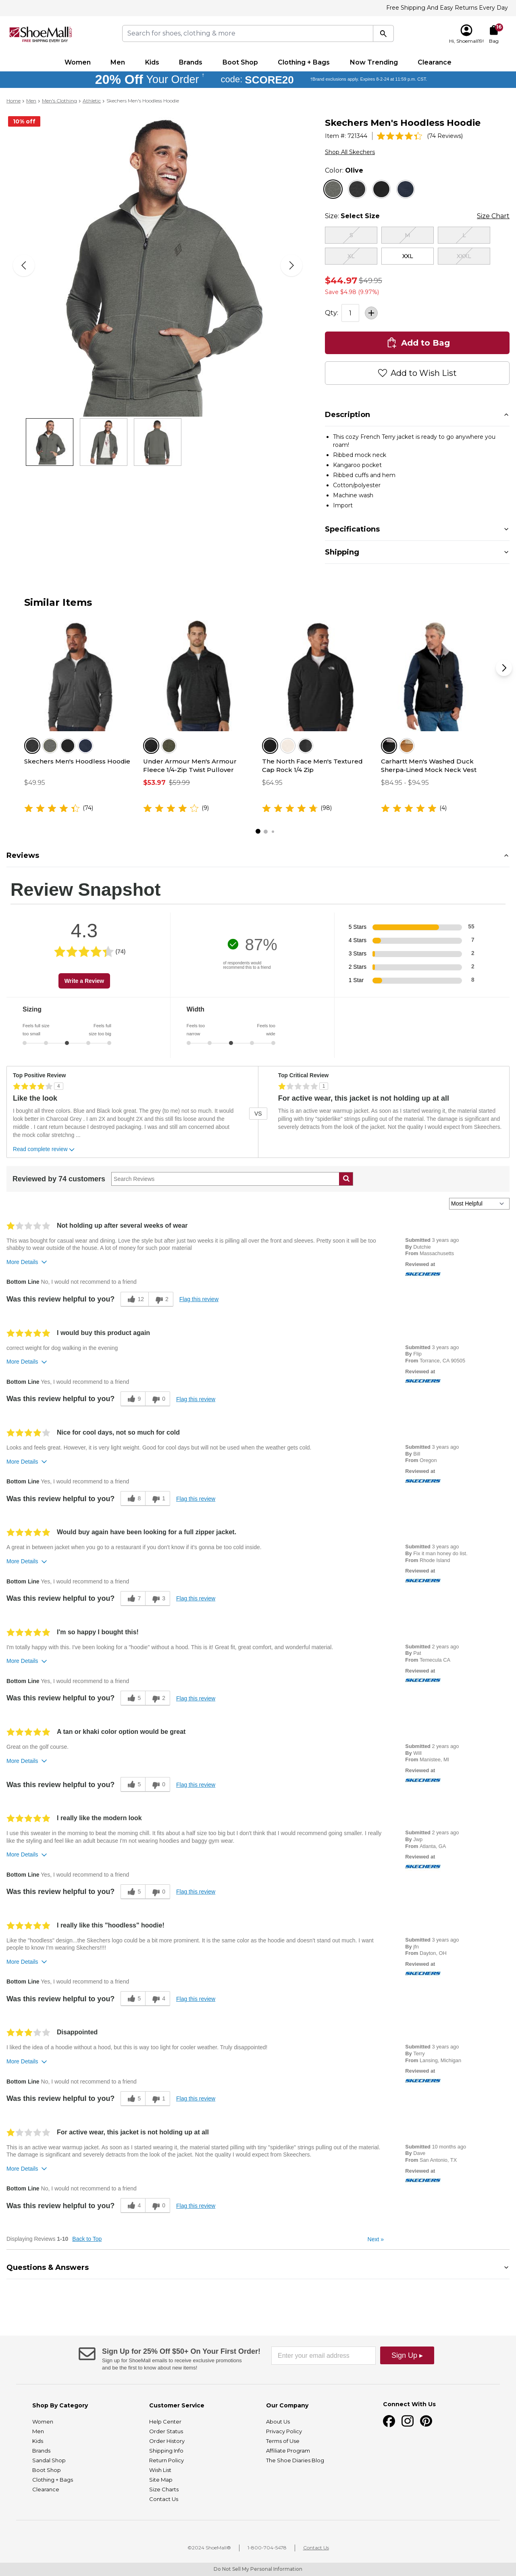 Free Shipping And Easy Returns Every Day
ShoeMall
FREE SHIPPING EVERY DAY
Search for shoes, clothing & more
Hi, Shoemall®!
Bag
Women Men Kids Brands Boot Shop Clothing + Bags Now Trending Clearance
20% Off Your Order† code: SCORE20 †Brand exclusions apply. Expires 8-2-24 at 11:59 p.m. CST.
Home > Men > Men's Clothing > Athletic > Skechers Men's Hoodless Hoodie
10% off
Skechers Men's Hoodless Hoodie
Item #: 721344 (74 Reviews)
Shop All Skechers
Color: Olive
Size: Select Size Size Chart
S M L
XL XXL XXXL
$44.97 $49.95
Save $4.98 (9.97%)
Qty: 1 +
Add to Bag
Add to Wish List
Description
This cozy French Terry jacket is ready to go anywhere you roam!
Ribbed mock neck
Kangaroo pocket
Ribbed cuffs and hem
Cotton/polyester
Machine wash
Import
Specifications
Shipping
Similar Items
Skechers Men's Hoodless Hoodie
$49.95
(74)
Under Armour Men's Armour Fleece 1/4-Zip Twist Pullover
$53.97 $59.99
(9)
The North Face Men's Textured Cap Rock 1/4 Zip
$64.95
(98)
Carhartt Men's Washed Duck Sherpa-Lined Mock Neck Vest
$84.95 - $94.95
(4)
Reviews
Review Snapshot
4.3
(74)
Write a Review
87%
of respondents would recommend this to a friend
5 Stars 55
4 Stars 7
3 Stars 2
2 Stars 2
1 Star 8
Sizing
Feels full size too small Feels full size too big
Width
Feels too narrow Feels too wide
Top Positive Review
4
Like the look
I bought all three colors. Blue and Black look great. The grey (to me) not so much. It would look better in Charcoal Grey . I am XX and bought XX and this still fits loose around the middle . I cant return because I destroyed packaging. I was and still am concerned about the mock collar stretching ...
Read complete review
VS
Top Critical Review
1
For active wear, this jacket is not holding up at all
This is an active wear warmup jacket. As soon as I started wearing it, the material started pilling with tiny "spiderlike" strings pulling out of the material. The damage is significant and severely detracts from the look of the jacket. Not the quality I would expect from Skechers.
Reviewed by 74 customers
Search Reviews
Most Helpful
Not holding up after several weeks of wear
This was bought for casual wear and dining. Love the style but after just two weeks it is pilling all over the front and sleeves. Pretty soon it will be too shabby to wear outside of the house. A lot of money for such poor material
More Details
Bottom Line No, I would not recommend to a friend
Was this review helpful to you? 12 2 Flag this review
Submitted 3 years ago
By Dutchie
From Massachusetts
Reviewed at
SKECHERS
I would buy this product again
correct weight for dog walking in the evening
More Details
Bottom Line Yes, I would recommend to a friend
Was this review helpful to you? 9 0 Flag this review
Submitted 3 years ago
By Flip
From Torrance, CA 90505
Reviewed at
SKECHERS
Nice for cool days, not so much for cold
Looks and feels great. However, it is very light weight. Good for cool days but will not be used when the weather gets cold.
More Details
Bottom Line Yes, I would recommend to a friend
Was this review helpful to you? 8 1 Flag this review
Submitted 3 years ago
By Bill
From Oregon
Reviewed at
SKECHERS
Would buy again have been looking for a full zipper jacket.
A great in between jacket when you go to a restaurant if you don't know if it's gonna be too cold inside.
More Details
Bottom Line Yes, I would recommend to a friend
Was this review helpful to you? 7 3 Flag this review
Submitted 3 years ago
By Fix it man honey do list.
From Rhode Island
Reviewed at
SKECHERS
I'm so happy I bought this!
I'm totally happy with this. I've been looking for a "hoodie" without a hood. This is it! Great fit, great comfort, and wonderful material.
More Details
Bottom Line Yes, I would recommend to a friend
Was this review helpful to you? 5 2 Flag this review
Submitted 2 years ago
By Pat
From Temecula CA
Reviewed at
SKECHERS
A tan or khaki color option would be great
Great on the golf course.
More Details
Was this review helpful to you? 5 0 Flag this review
Submitted 2 years ago
By Will
From Manistee, MI
Reviewed at
SKECHERS
I really like the modern look
I use this sweater in the morning to beat the morning chill. It fits about a half size too big but I don't think that I would recommend going smaller. I really like the styling and feel like an adult because I'm not wearing hoodies and baggy gym wear.
More Details
Bottom Line Yes, I would recommend to a friend
Was this review helpful to you? 5 0 Flag this review
Submitted 2 years ago
By Jwp
From Atlanta, GA
Reviewed at
SKECHERS
I really like this "hoodless" hoodie!
Like the "hoodless" design...the Skechers logo could be a bit more prominent. It is the same color as the hoodie and doesn't stand out much. I want people to know I'm wearing Skechers!!!!
More Details
Bottom Line Yes, I would recommend to a friend
Was this review helpful to you? 5 4 Flag this review
Submitted 3 years ago
By jfn
From Dayton, OH
Reviewed at
SKECHERS
Disappointed
I liked the idea of a hoodie without a hood, but this is way too light for cooler weather. Truly disappointed!
More Details
Bottom Line No, I would not recommend to a friend
Was this review helpful to you? 5 1 Flag this review
Submitted 3 years ago
By Terry
From Lansing, Michigan
Reviewed at
SKECHERS
For active wear, this jacket is not holding up at all
This is an active wear warmup jacket. As soon as I started wearing it, the material started pilling with tiny "spiderlike" strings pulling out of the material. The damage is significant and severely detracts from the look of the jacket. Not the quality I would expect from Skechers.
More Details
Bottom Line No, I would not recommend to a friend
Was this review helpful to you? 4 0 Flag this review
Submitted 10 months ago
By Dave
From San Antonio, TX
Reviewed at
SKECHERS
Displaying Reviews 1-10 Back to Top Next »
Questions & Answers
Sign Up for 25% Off $50+ On Your First Order!
Sign up for ShoeMall emails to receive exclusive promotions and be the first to know about new items!
Enter your email address
Sign Up ▸
Shop By Category
Women
Men
Kids
Brands
Sandal Shop
Boot Shop
Clothing + Bags
Clearance
Customer Service
Help Center
Order Status
Order History
Shipping Info
Return Policy
Wish List
Site Map
Size Charts
Contact Us
Our Company
About Us
Privacy Policy
Terms of Use
Affiliate Program
The Shoe Diaries Blog
Connect With Us
©2024 ShoeMall® 1-800-704-5478 Contact Us
Do Not Sell My Personal Information